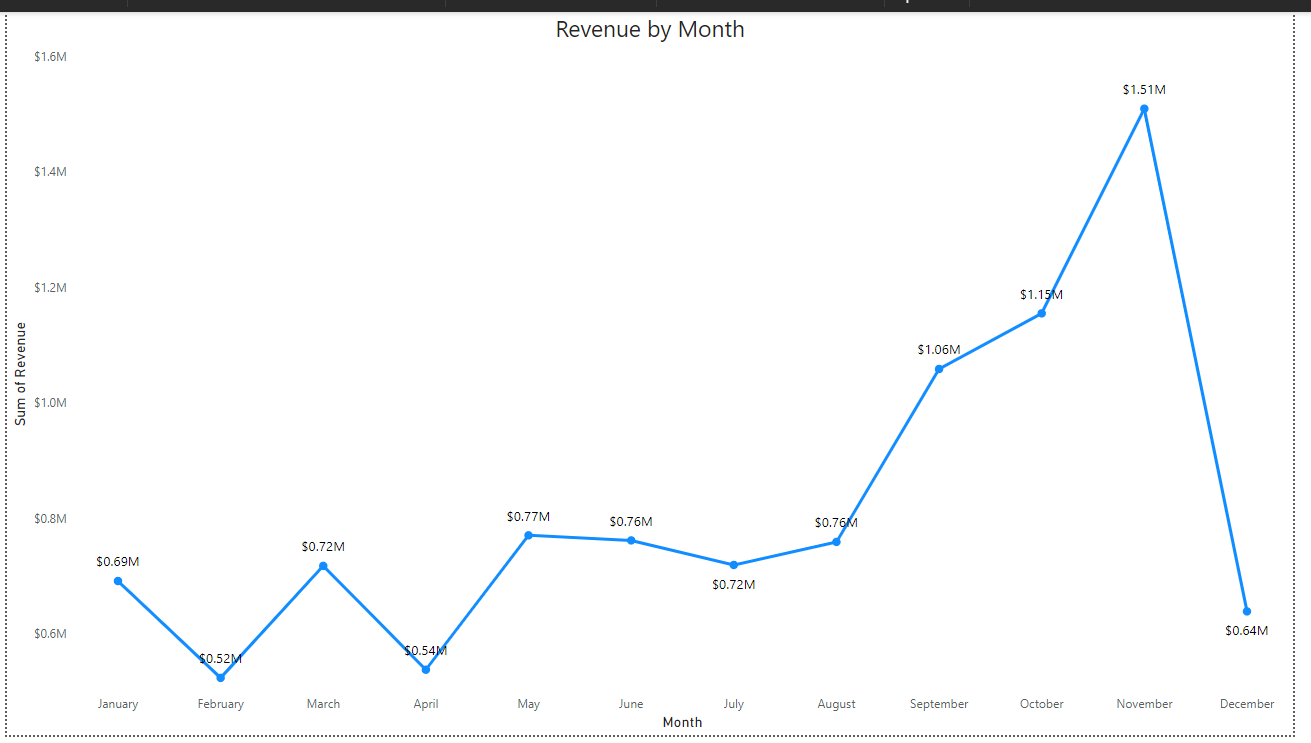 Revenue by Month
$1.6M
$1.4M
$1.2M
$1.0M
$0.8M
$0.6M
Sum of Revenue
$0.69M
$0.52M
$0.72M
$0.54M
$0.77M
$0.76M
$0.72M
$0.76M
$1.06M
$1.15M
$1.51M
$0.64M
January February March April May June July August September October November December
Month